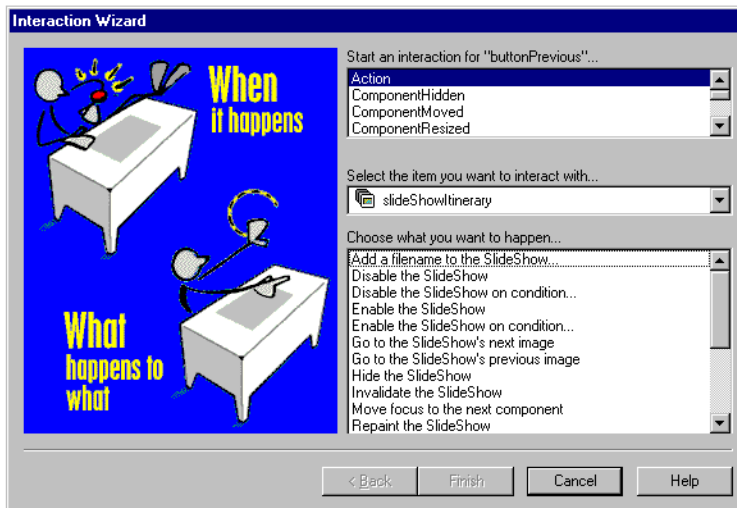 Interaction Wizard
When
it happens
What
happens to
what
Start an interaction for "buttonPrevious"...
Action
ComponentHidden
ComponentMoved
ComponentResized
Select the item you want to interact with...
slideShowItinerary
Choose what you want to happen...
Add a filename to the SlideShow...
Disable the SlideShow
Disable the SlideShow on condition...
Enable the SlideShow
Enable the SlideShow on condition...
Go to the SlideShow's next image
Go to the SlideShow's previous image
Hide the SlideShow
Invalidate the SlideShow
Move focus to the next component
Repaint the SlideShow
< Back Finish Cancel Help